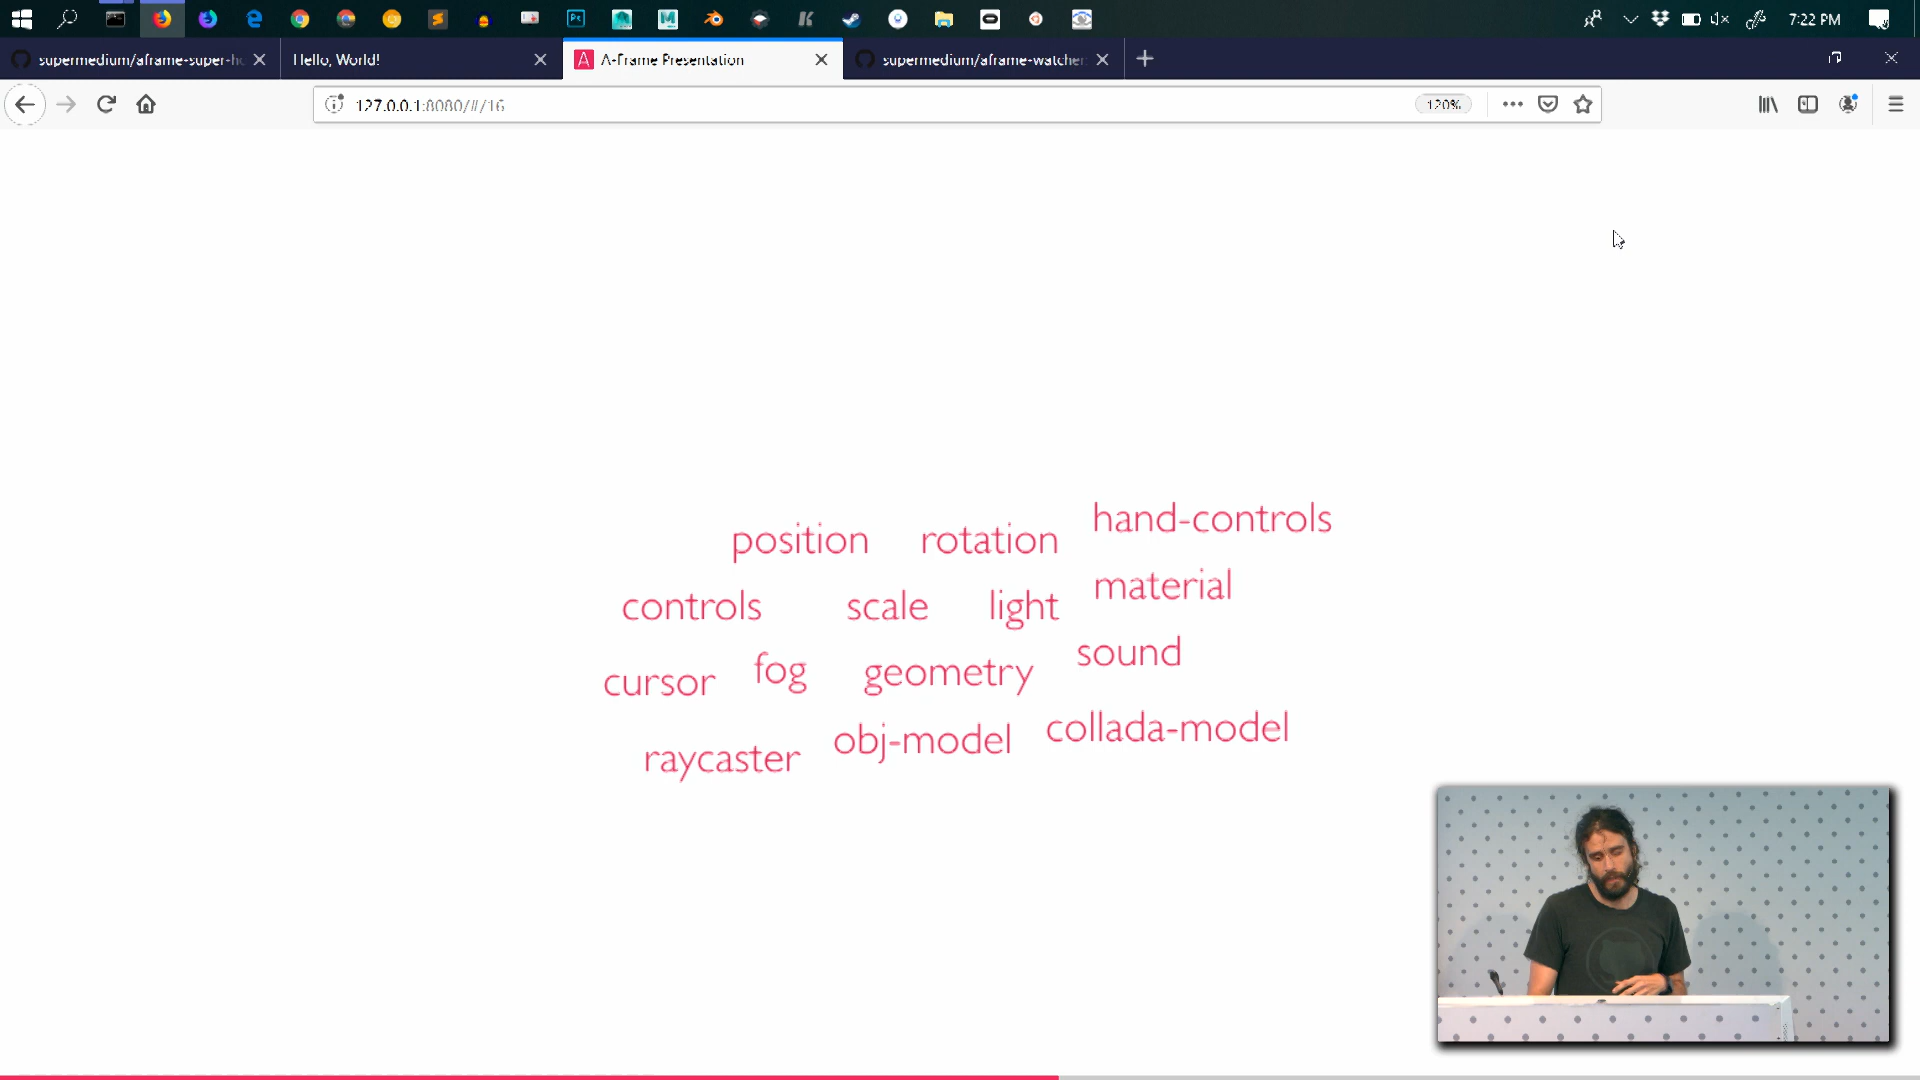 7:22 PM
supermedium/aframe-super-ho
Hello, World!
A-Frame Presentation
supermedium/aframe-watcher
127.0.0.1:8080/#/16
120%
position rotation hand-controls
controls scale light material
cursor fog geometry sound
raycaster obj-model collada-model